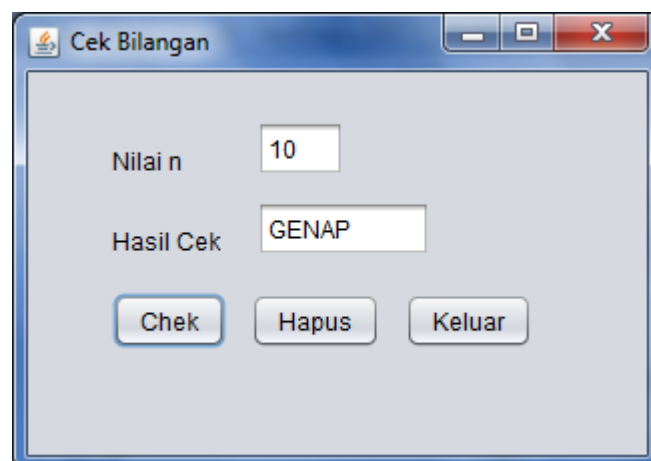 Cek Bilangan
Nilai n 10
Hasil Cek GENAP
Chek Hapus Keluar